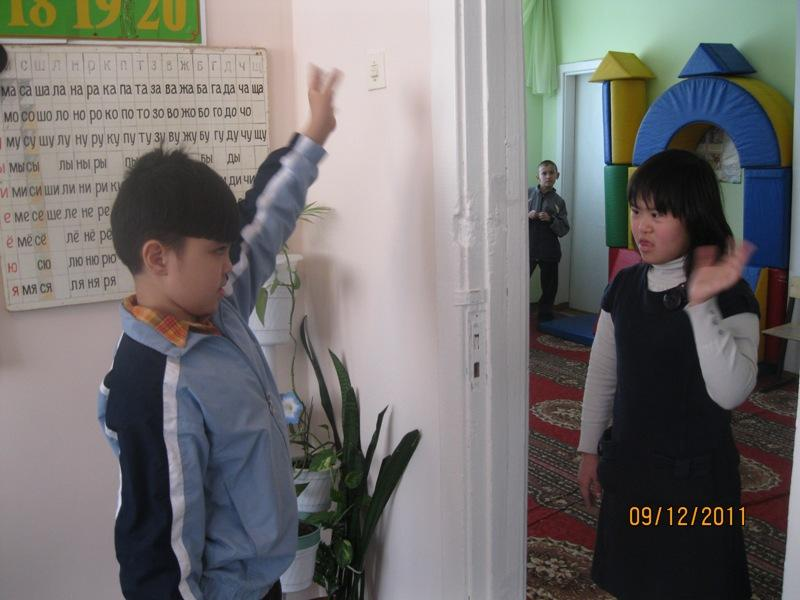 18 19 20
с ш л н р к п т з в ж б г д ч щ
ма са ша ла на ра ка па та за ва жа ба га да ча ща
мо со шо ло но ро ко по то зо во жо бо го до чо
му су шу лу ну ру ку пу ту зу ву жу бу гу ду чу щу
ы мы сы лы ны ры бы ды
и ми си ши ли ни ри ди чи
е ме се ше ле не ре
ё мё сё лё нё рё
ю сю лю ню рю
я мя ся ля ня ря
09/12/2011